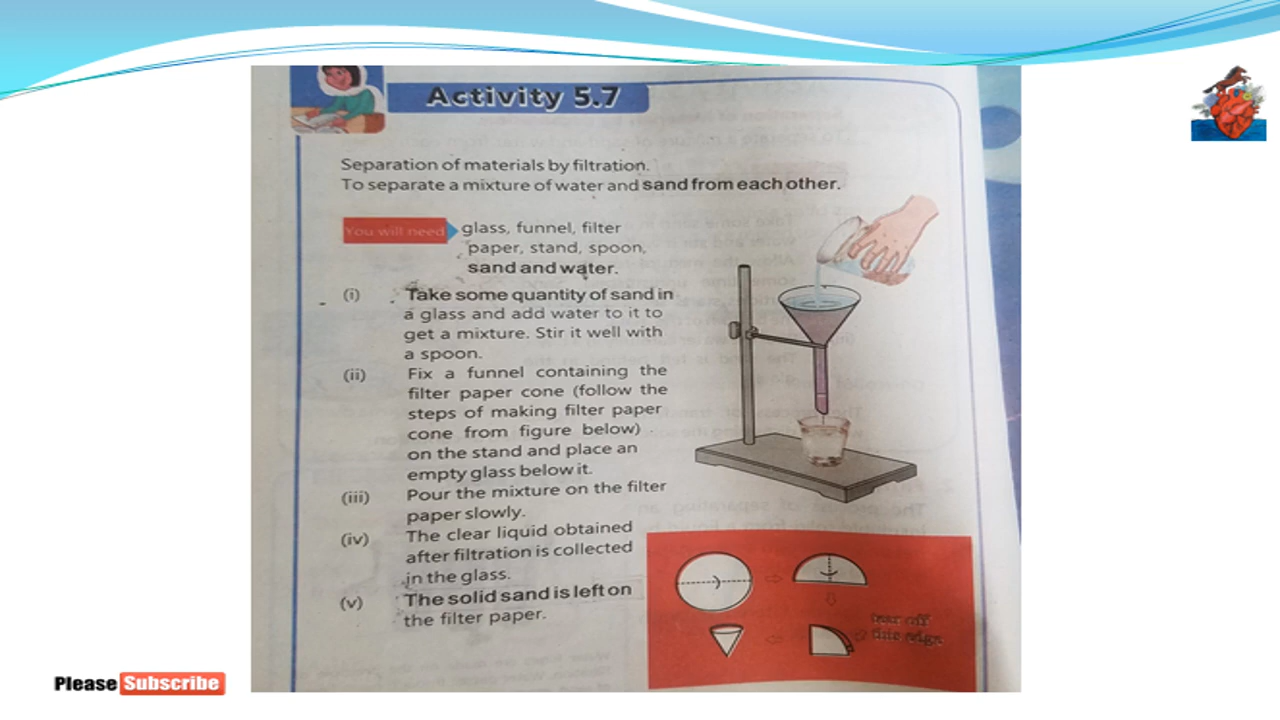 Activity 5.7
Separation of materials by filtration.
To separate a mixture of water and sand from each other.
You will need
glass, funnel, filter
paper, stand, spoon,
sand and water.
(i) Take some quantity of sand in
a glass and add water to it to
get a mixture. Stir it well with
a spoon.
(ii) Fix a funnel containing the
filter paper cone (follow the
steps of making filter paper
cone from figure below)
on the stand and place an
empty glass below it.
(iii) Pour the mixture on the filter
paper slowly.
(iv) The clear liquid obtained
after filtration is collected
in the glass.
(v) The solid sand is left on
the filter paper.
tear off
this edge
Please Subscribe